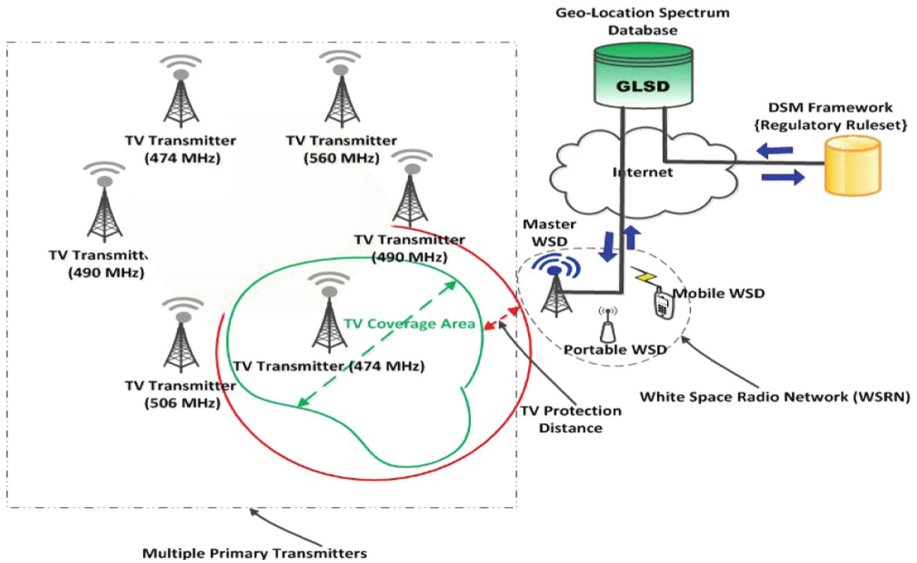 Geo-Location Spectrum
Database
GLSD
DSM Framework
{Regulatory Ruleset}
Internet
TV Transmitter
(474 MHz)
TV Transmitter
(560 MHz)
TV Transmitt
(490 MHz)
TV Transmitter
(490 MHz)
Master
WSD
Mobile WSD
Portable WSD
TV Coverage Area
TV Transmitter (474 MHz)
TV Transmitter
(506 MHz)
TV Protection
Distance
White Space Radio Network (WSRN)
Multiple Primary Transmitters